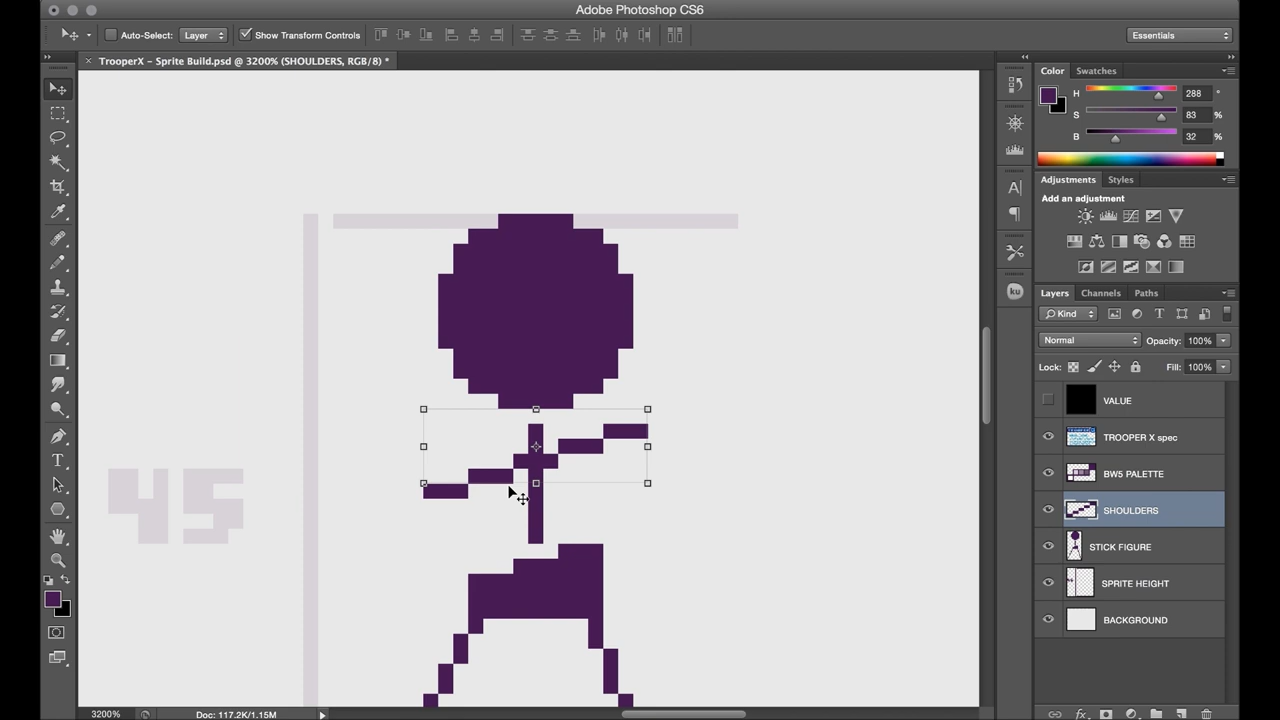 Adobe Photoshop CS6
Auto-Select: Layer Show Transform Controls Essentials
× TrooperX – Sprite Build.psd @ 3200% (SHOULDERS, RGB/8) *
Color Swatches
H 288 °
S 83 %
B 32 %
Adjustments Styles
Add an adjustment
Layers Channels Paths
Kind
Normal Opacity: 100%
Lock: Fill: 100%
VALUE
TROOPER X spec
BW5 PALETTE
SHOULDERS
STICK FIGURE
SPRITE HEIGHT
BACKGROUND
45
3200% Doc: 117.2K/1.15M